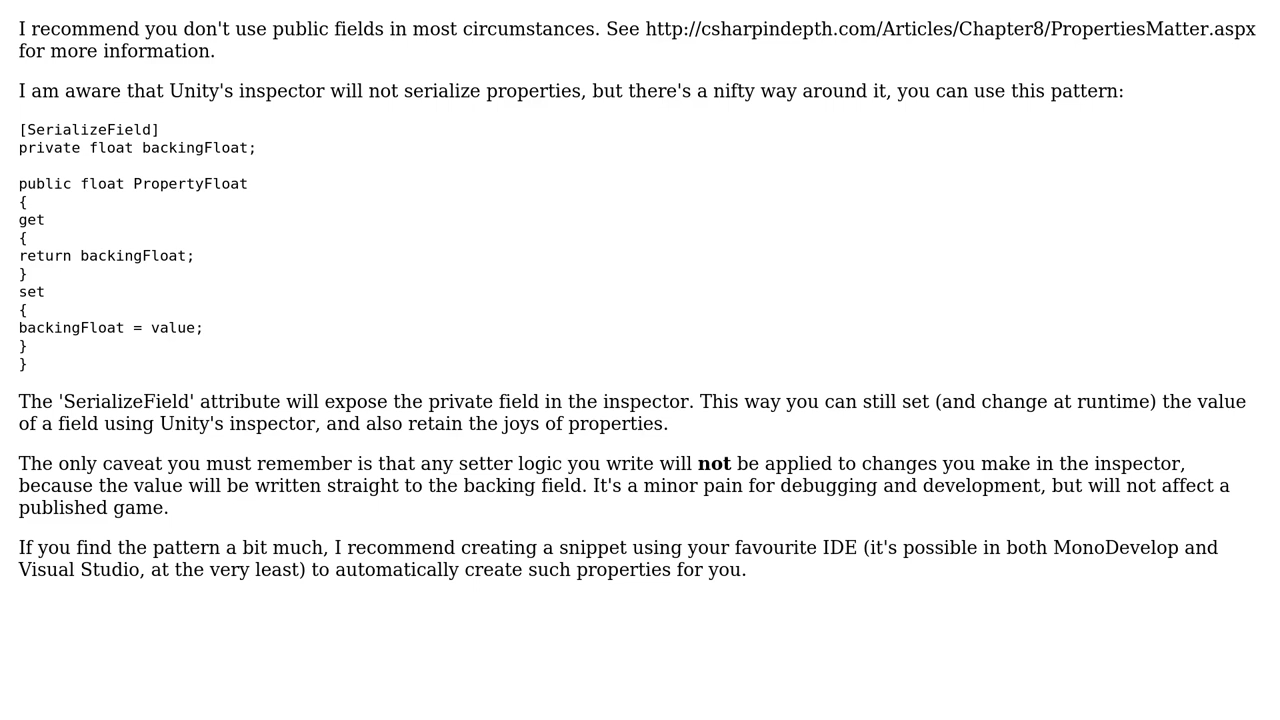 I recommend you don't use public fields in most circumstances. See http://csharpindepth.com/Articles/Chapter8/PropertiesMatter.aspx
for more information.
I am aware that Unity's inspector will not serialize properties, but there's a nifty way around it, you can use this pattern:
[SerializeField]
private float backingFloat;
public float PropertyFloat
{
get
{
return backingFloat;
}
set
{
backingFloat = value;
}
}
The 'SerializeField' attribute will expose the private field in the inspector. This way you can still set (and change at runtime) the value
of a field using Unity's inspector, and also retain the joys of properties.
The only caveat you must remember is that any setter logic you write will not be applied to changes you make in the inspector,
because the value will be written straight to the backing field. It's a minor pain for debugging and development, but will not affect a
published game.
If you find the pattern a bit much, I recommend creating a snippet using your favourite IDE (it's possible in both MonoDevelop and
Visual Studio, at the very least) to automatically create such properties for you.